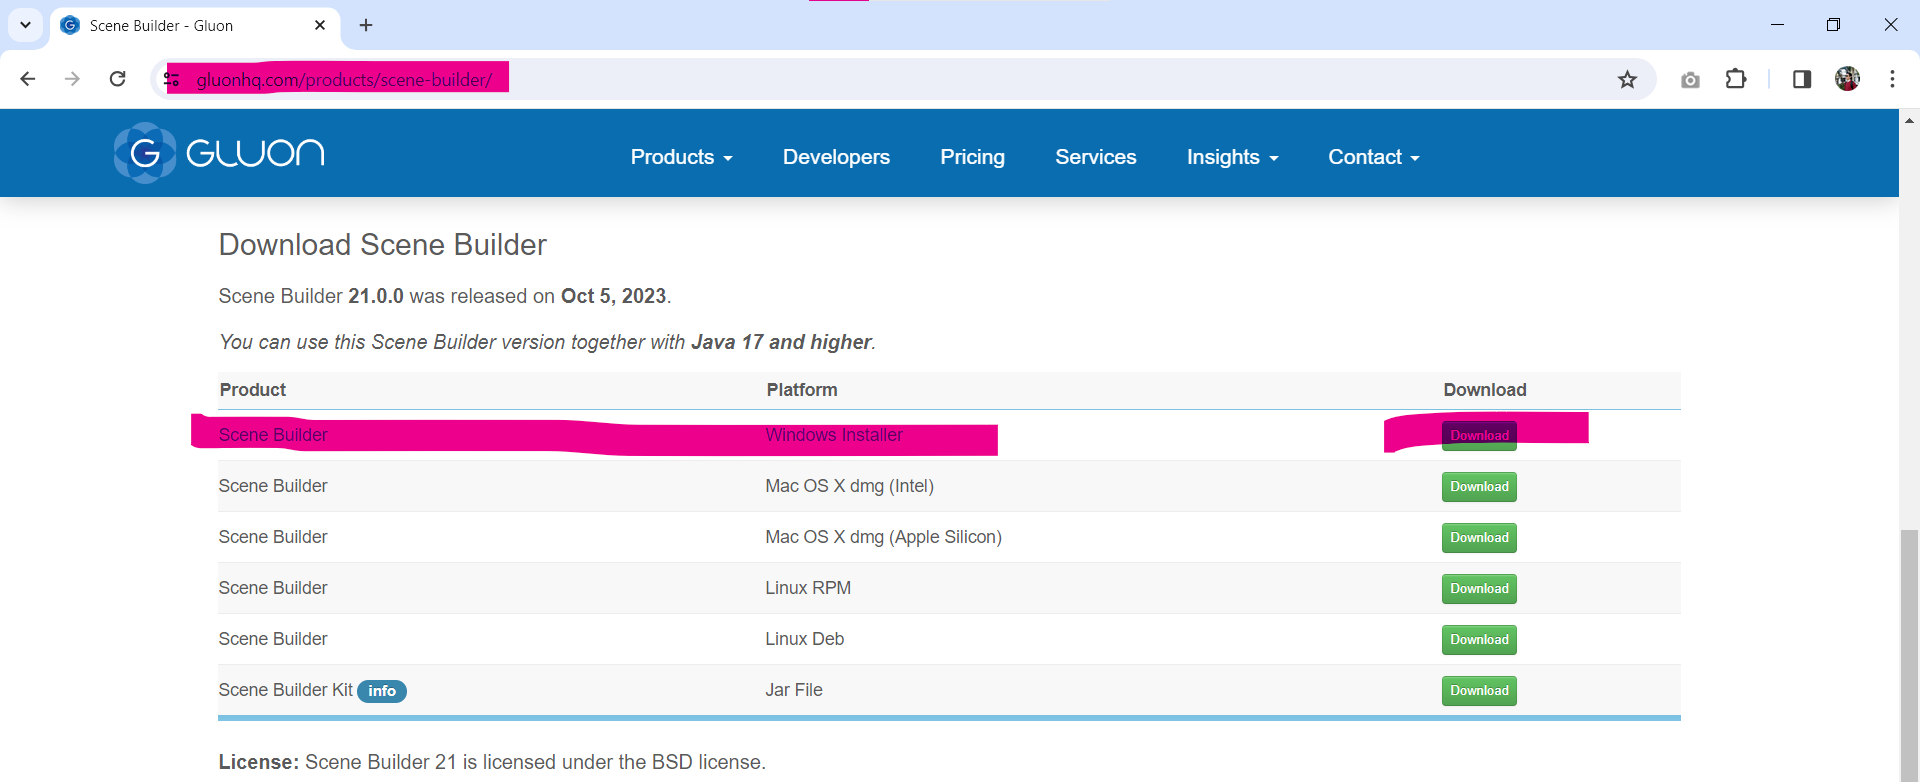 Scene Builder - Gluon
gluonhq.com/products/scene-builder/
G GLUON Products Developers Pricing Services Insights Contact
Download Scene Builder
Scene Builder 21.0.0 was released on Oct 5, 2023.
You can use this Scene Builder version together with Java 17 and higher.
Product Platform Download
Scene Builder Windows Installer Download
Scene Builder Mac OS X dmg (Intel) Download
Scene Builder Mac OS X dmg (Apple Silicon) Download
Scene Builder Linux RPM Download
Scene Builder Linux Deb Download
Scene Builder Kit info Jar File Download
License: Scene Builder 21 is licensed under the BSD license.